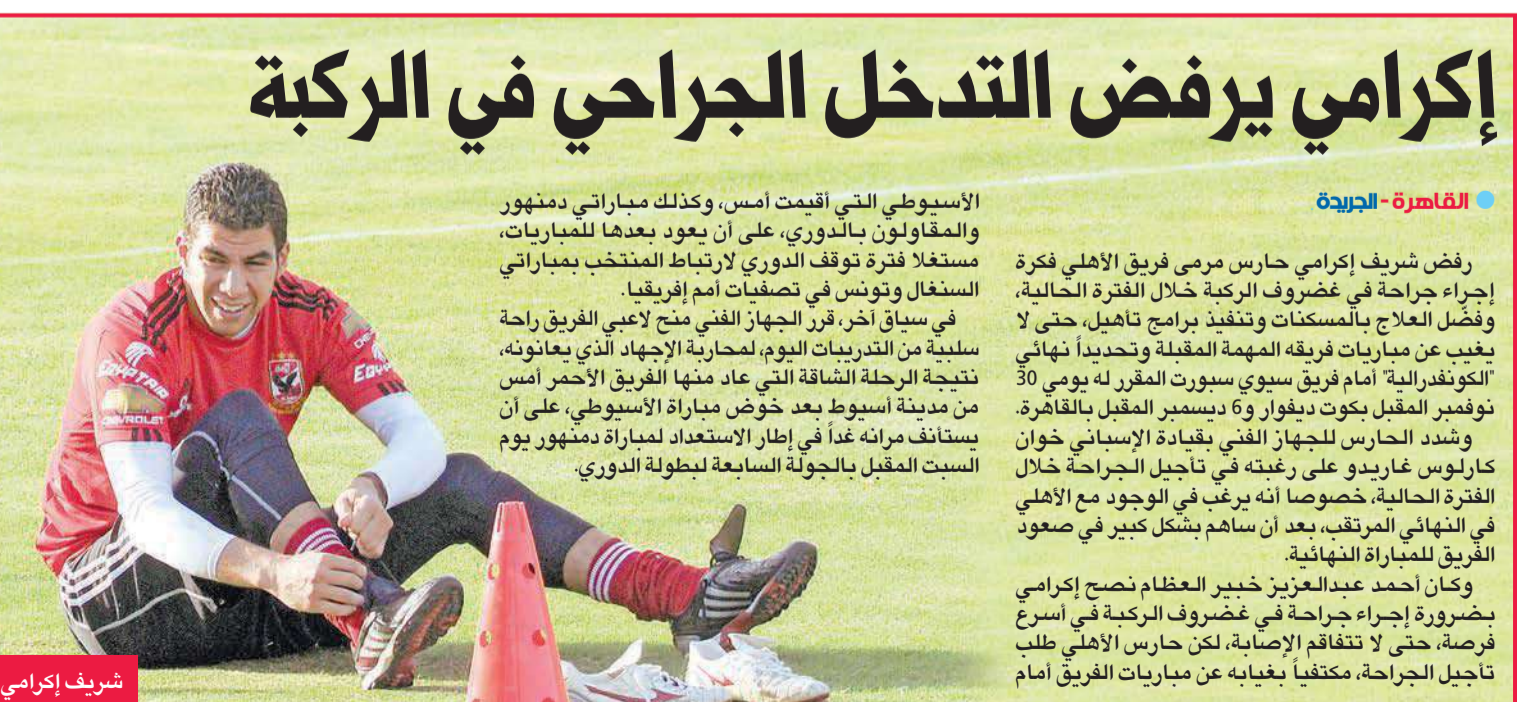 إكرامي يرفض التدخل الجراحي في الركبة
القاهرة - الجريدة
رفض شريف إكرامي حارس مرمى فريق الأهلي فكرة
إجراء جراحة في غضروف الركبة خلال الفترة الحالية،
وفضّل العلاج بالمسكنات وتنفيذ برامج تأهيل، حتى لا
يغيب عن مباريات فريقه المهمة المقبلة وتحديداً نهائي
"الكونفدرالية" أمام فريق سيوي سبورت المقرر له يومي 30
نوفمبر المقبل بكوت ديفوار و6 ديسمبر المقبل بالقاهرة.
وشدد الحارس للجهاز الفني بقيادة الإسباني خوان
كارلوس غاريدو على رغبته في تأجيل الجراحة خلال
الفترة الحالية، خصوصا أنه يرغب في الوجود مع الأهلي
في النهائي المرتقب، بعد أن ساهم بشكل كبير في صعود
الفريق للمباراة النهائية.
وكان أحمد عبدالعزيز خبير العظام نصح إكرامي
بضرورة إجراء جراحة في غضروف الركبة في أسرع
فرصة، حتى لا تتفاقم الإصابة، لكن حارس الأهلي طلب
تأجيل الجراحة، مكتفياً بغيابه عن مباريات الفريق أمام
الأسيوطي التي أقيمت أمس، وكذلك مباراتي دمنهور
والمقاولون بالدوري، على أن يعود بعدها للمباريات،
مستغلا فترة توقف الدوري لارتباط المنتخب بمباراتي
السنغال وتونس في تصفيات أمم إفريقيا.
في سياق آخر، قرر الجهاز الفني منح لاعبي الفريق راحة
سلبية من التدريبات اليوم، لمحاربة الإجهاد الذي يعانونه،
نتيجة الرحلة الشاقة التي عاد منها الفريق الأحمر أمس
من مدينة أسيوط بعد خوض مباراة الأسيوطي، على أن
يستأنف مرانه غداً في إطار الاستعداد لمباراة دمنهور يوم
السبت المقبل بالجولة السابعة لبطولة الدوري.
EGYPTAIR
CHEVROLET
شريف إكرامي